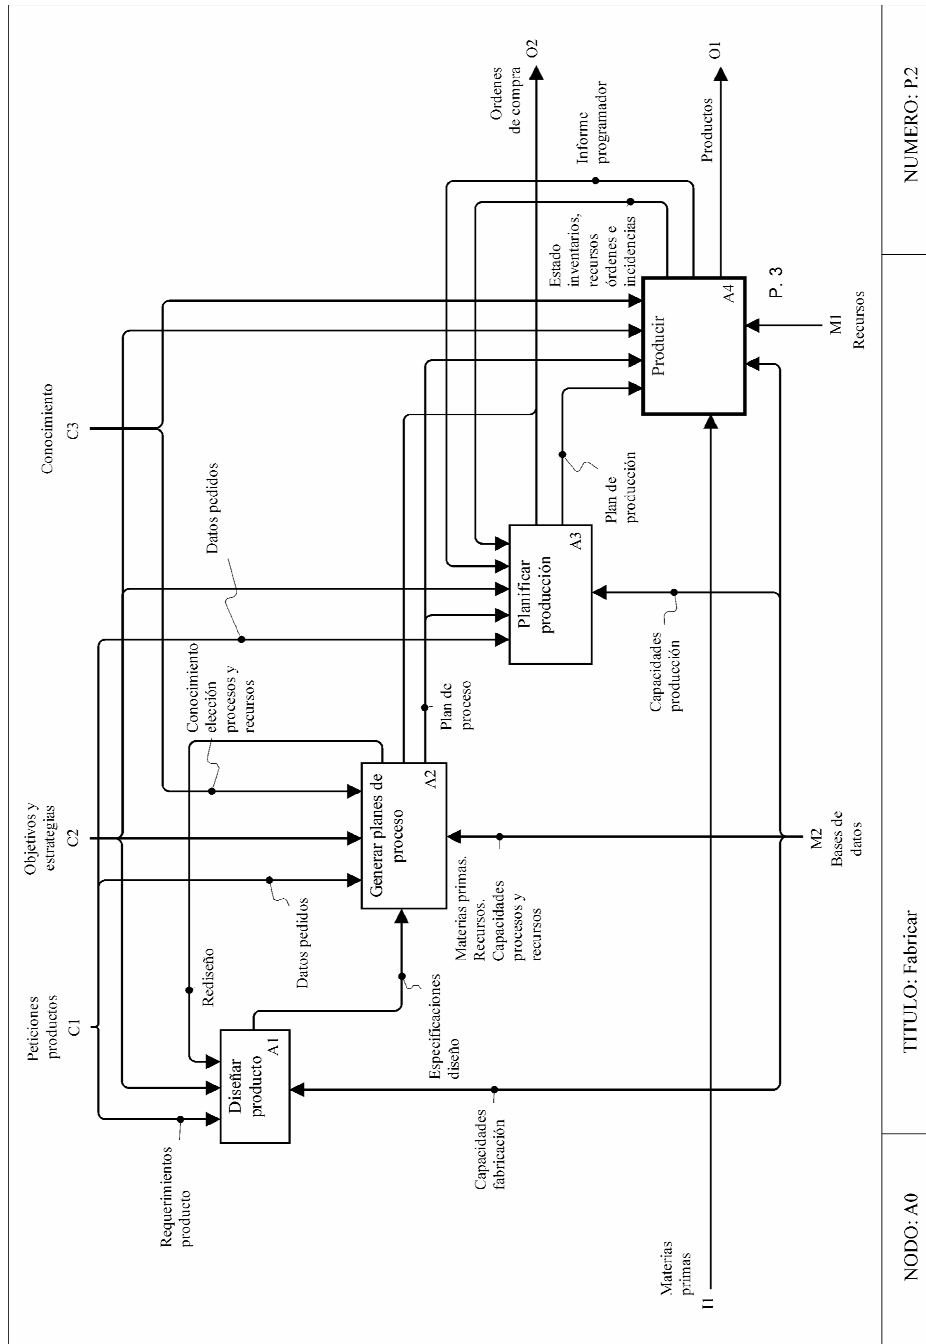 Peticiones
productos
C1
Objetivos y
estrategias
C2
Conocimiento
C3
Requerimientos
producto
Rediseño
Datos pedidos
Conocimiento
elección
procesos y
recursos
Datos pedidos
Ordenes
de compra
O2
Informe
programador
Estado
inventarios,
recursos
órdenes e
incidencias
Productos
O1
Diseñar
producto
A1
Generar planes de
proceso
A2
Plan de
proceso
Planificar
producción
A3
Plan de
producción
Producir
A4
P. 3
Especificaciones
diseño
Materias primas.
Recursos.
Capacidades
procesos y
recursos
Capacidades
producción
Capacidades
fabricación
Materias
primas
I1
M2
Bases de
datos
M1
Recursos
NODO: A0
TITULO: Fabricar
NUMERO: P.2